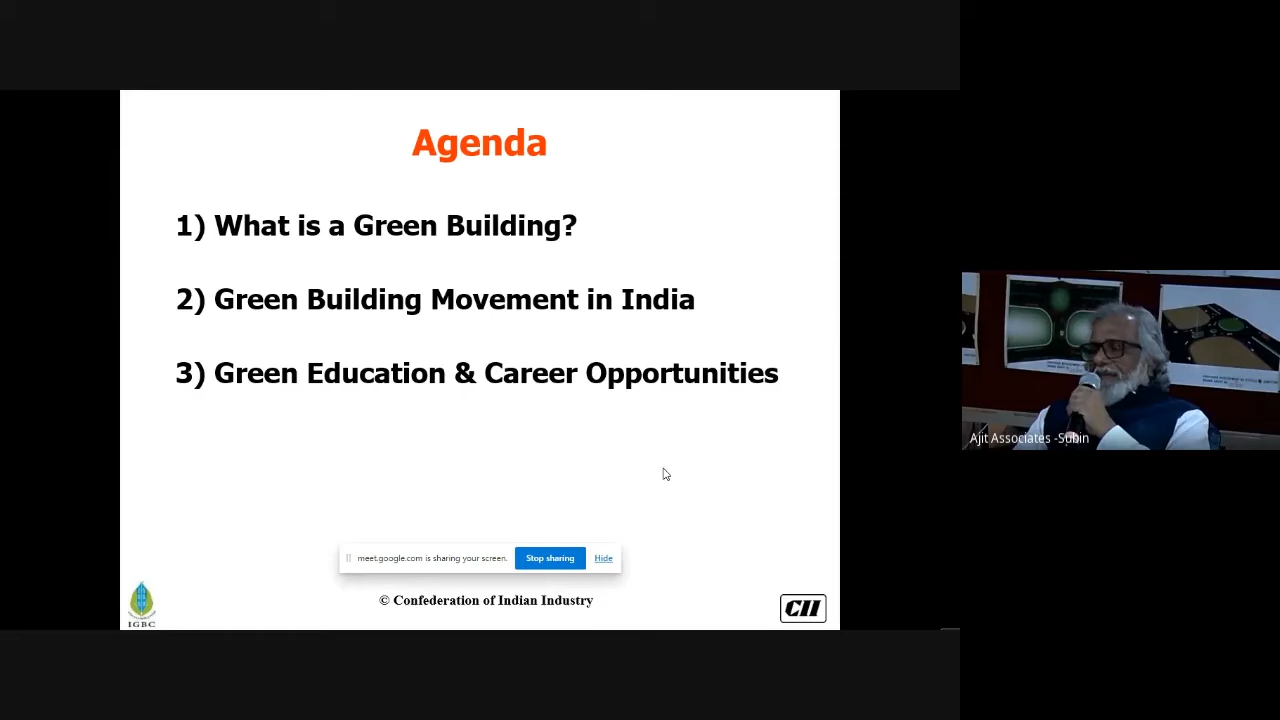 Agenda
1) What is a Green Building?
2) Green Building Movement in India
3) Green Education & Career Opportunities
meet.google.com is sharing your screen.
Stop sharing
Hide
© Confederation of Indian Industry
IGBC
CII
Ajit Associates -Subin